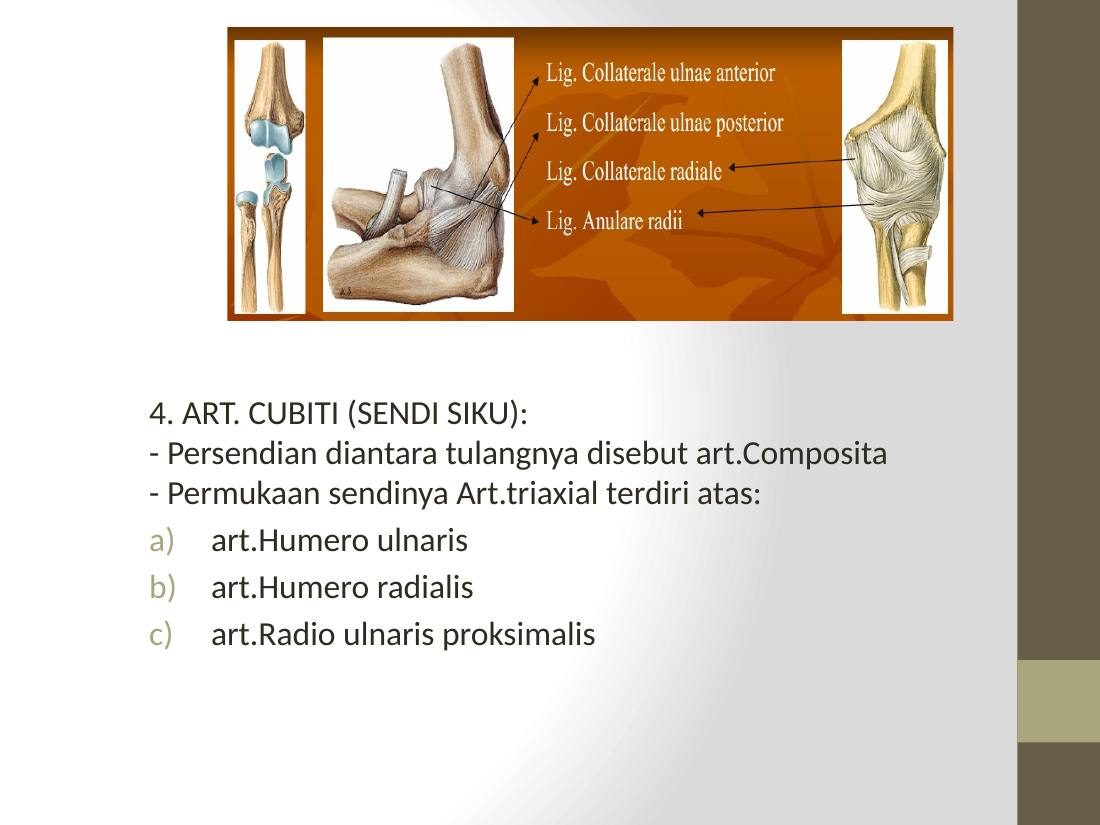 Lig. Collaterale ulnae anterior
Lig. Collaterale ulnae posterior
Lig. Collaterale radiale
Lig. Anulare radii
4. ART. CUBITI (SENDI SIKU):
- Persendian diantara tulangnya disebut art.Composita
- Permukaan sendinya Art.triaxial terdiri atas:
a) art.Humero ulnaris
b) art.Humero radialis
c) art.Radio ulnaris proksimalis